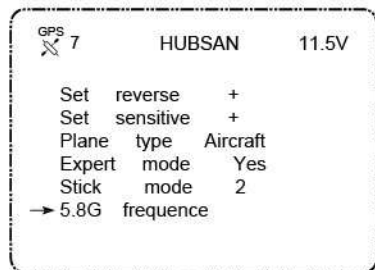 GPS 7 HUBSAN 11.5V
Set reverse +
Set sensitive +
Plane type Aircraft
Expert mode Yes
Stick mode 2
→ 5.8G frequence